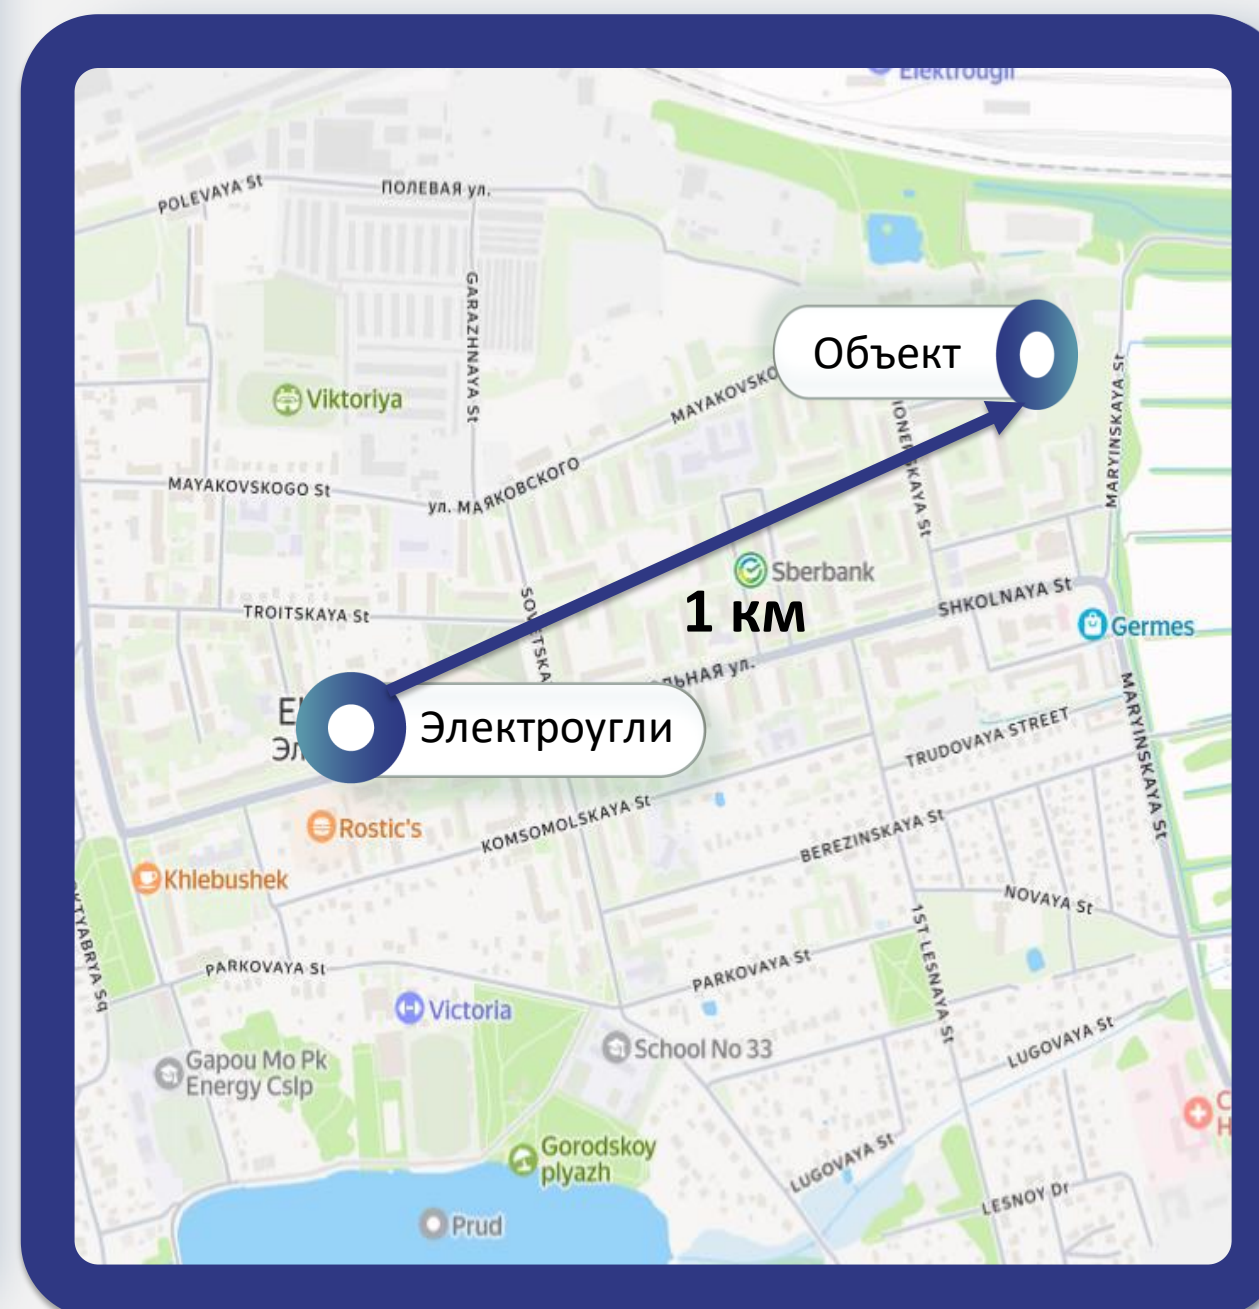 Elektrougli
POLEVAYA St
ПОЛЕВАЯ ул.
GARAZHNAYA St
Объект
Viktoriya
MAYAKOVSKO
MARYINSKAYA St
MAYAKOVSKOGO St
ул. МАЯКОВСКОГО
Sberbank
SHKOLNAYA St
1 км
TROITSKAYA St
Germes
ЬНАЯ ул.
Электроугли
MARYINSKAYA St
TRUDOVAYA STREET
Rostic's
KOMSOMOLSKAYA St
BEREZINSKAYA St
Khlebushek
NOVAYA St
1ST LESNAYA St
PARKOVAYA St
PARKOVAYA St
Victoria
School No 33
LUGOVAYA St
Gapou Mo Pk
Energy Cslp
Gorodskoy
plyazh
LUGOVAYA St
LESNOY Dr
Prud